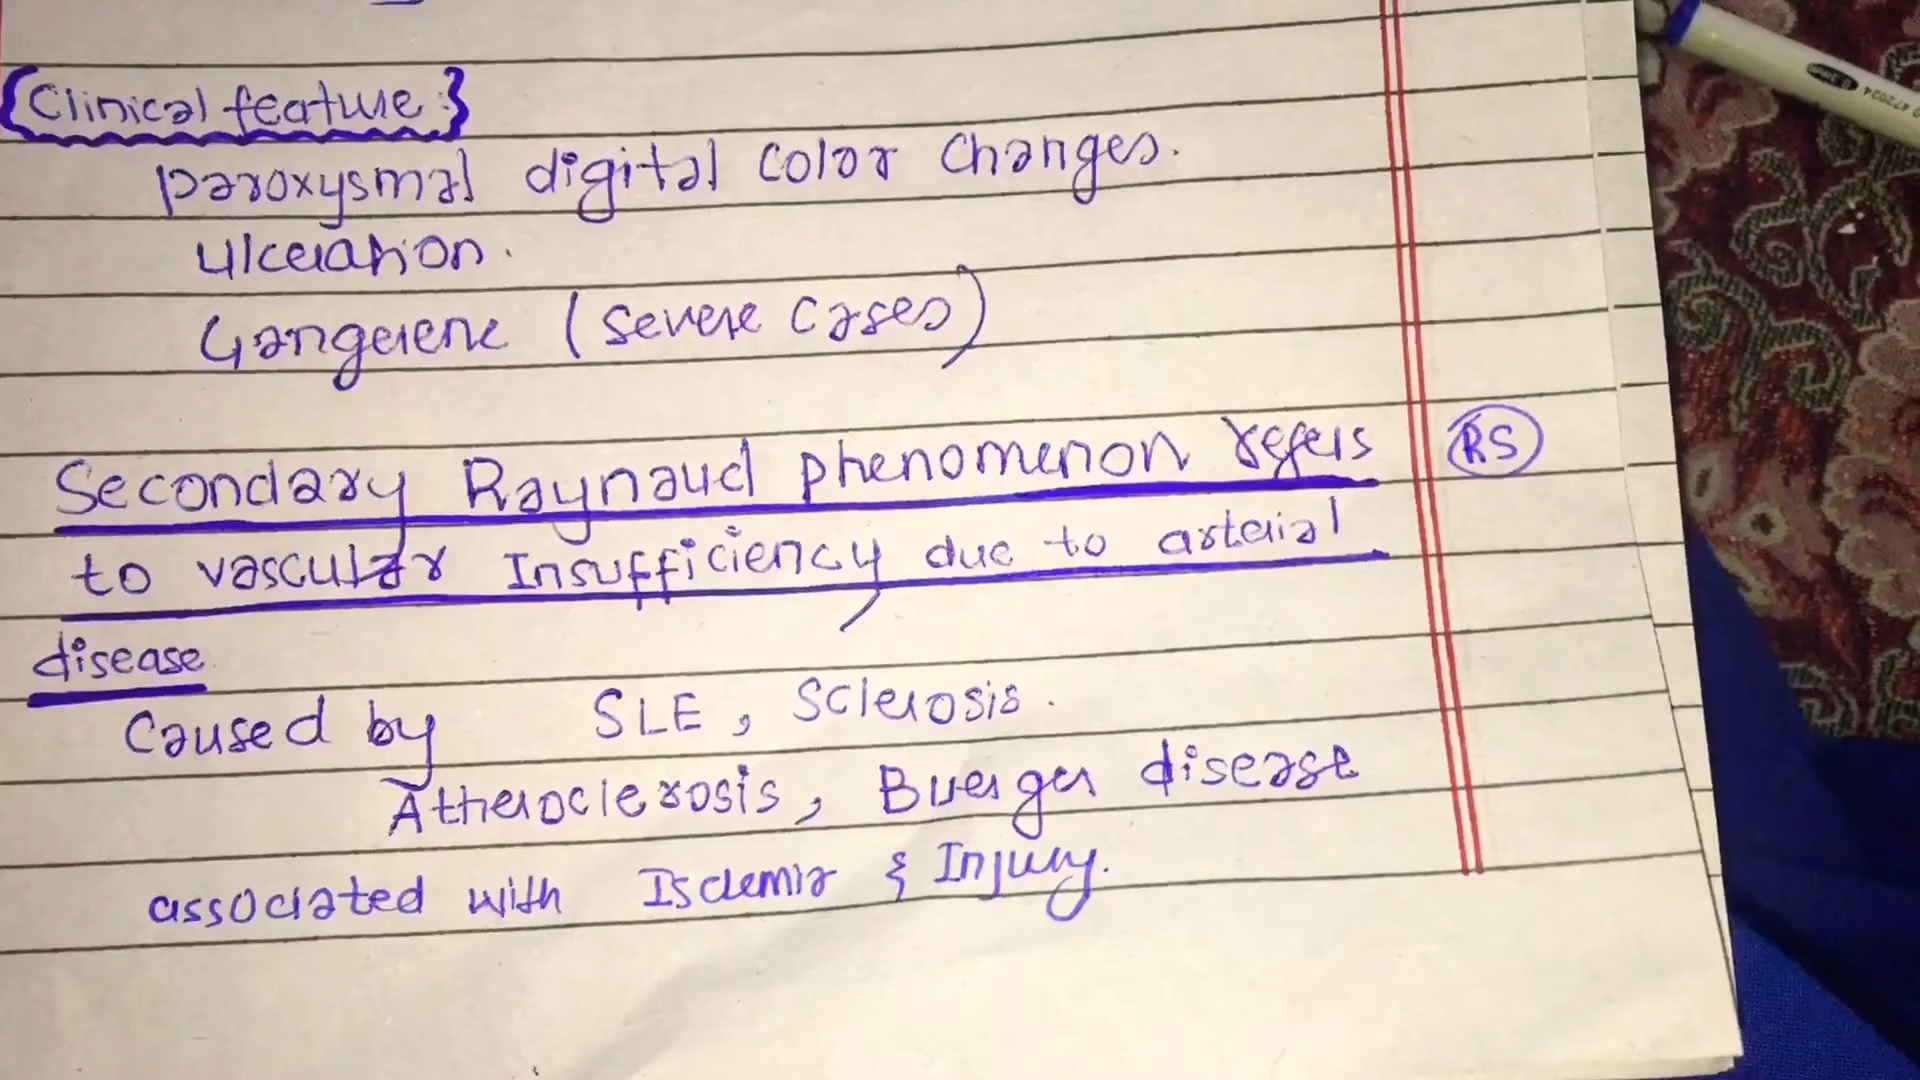 {Clinical feature:}
paroxysmal digital color changes.
ulceration.
Gangerene (severe cases)
Secondary Raynaud phenomenon refers RS
to vascular Insufficiency due to arterial
disease
Caused by SLE, Sclerosis.
Atheroclerosis, Buerger disease
associated with Ischemia & Injury.